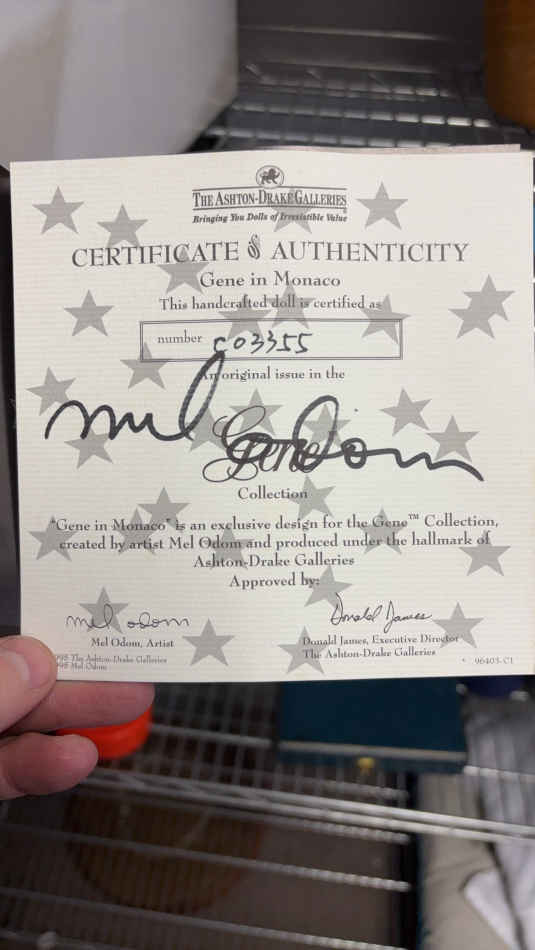 THE ASHTON-DRAKE GALLERIES
Bringing You Dolls of Irresistible Value
CERTIFICATE of AUTHENTICITY
Gene in Monaco
This handcrafted doll is certified as
number C03355
An original issue in the
mel odom
Gene
Collection
"Gene in Monaco" is an exclusive design for the Gene™ Collection,
created by artist Mel Odom and produced under the hallmark of
Ashton-Drake Galleries
Approved by:
mel odom
Donald James
Mel Odom, Artist
Donald James, Executive Director
The Ashton-Drake Galleries
995 The Ashton-Drake Galleries
995 Mel Odom
96403-C1